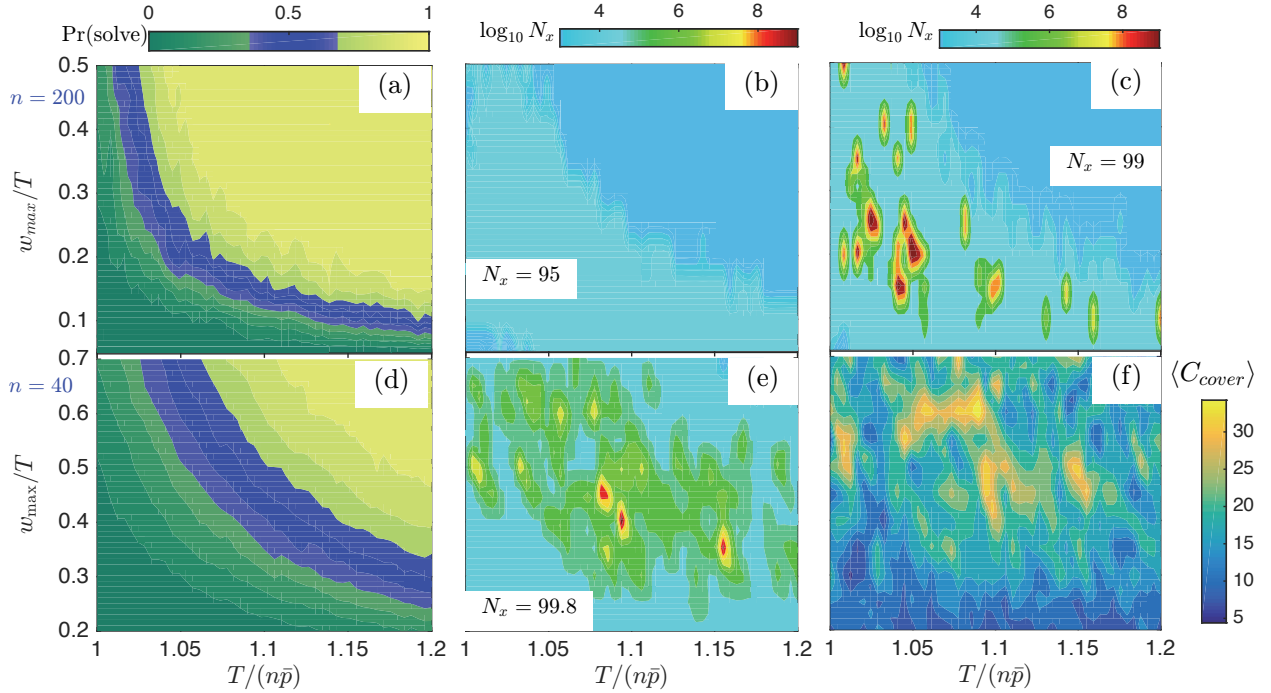 Pr(solve) 0 0.5 1
log₁₀ Nₓ 4 6 8
log₁₀ Nₓ 4 6 8
n = 200
(a)
0.5
0.4
0.3
0.2
0.1
w_max/T
(b)
Nₓ = 95
(c)
Nₓ = 99
n = 40
(d)
0.7
0.6
0.5
0.4
0.3
0.2
w_max/T
1 1.05 1.1 1.15 1.2
T/(np̄)
(e)
Nₓ = 99.8
1 1.05 1.1 1.15 1.2
T/(np̄)
(f)
1 1.05 1.1 1.15 1.2
T/(np̄)
⟨C_cover⟩
30
25
20
15
10
5